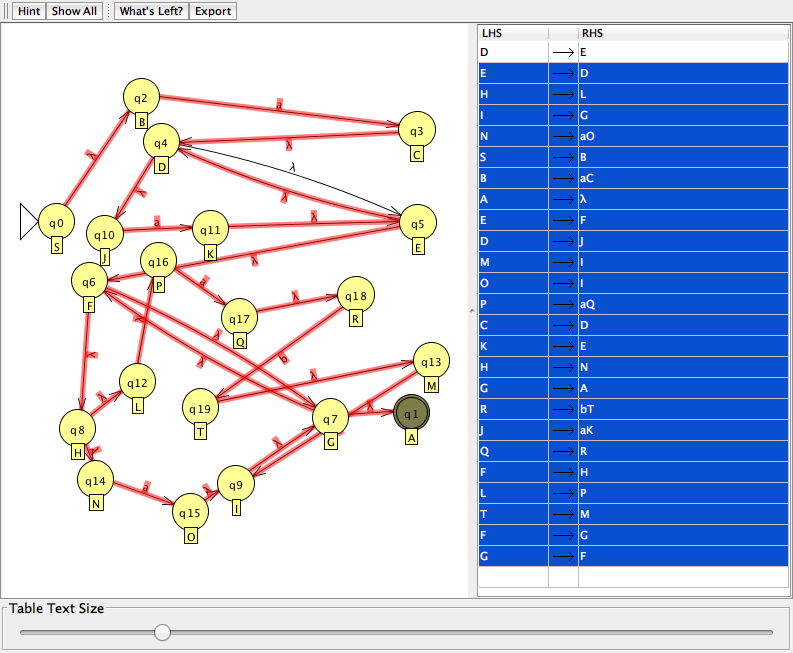 Hint Show All What's Left? Export
LHS RHS
D E
E D
H L
I G
N aO
S B
B aC
A λ
E F
D J
M I
O I
P aQ
C D
K E
H N
G A
R bT
J aK
Q R
F H
L P
T M
F G
G F
q2
B
a
q3
C
λ
q4
D
λ
λ
λ
λ
q0
S
q10
J
a
q11
K
λ
q5
E
λ
q16
P
q6
F
a
q18
R
λ
q17
Q
λ
λ
λ
b
q13
M
λ
λ
q12
L
λ
q19
T
q7
G
λ
q1
A
q8
H
λ
λ
q14
N
a
q9
I
λ
q15
O
λ
Table Text Size